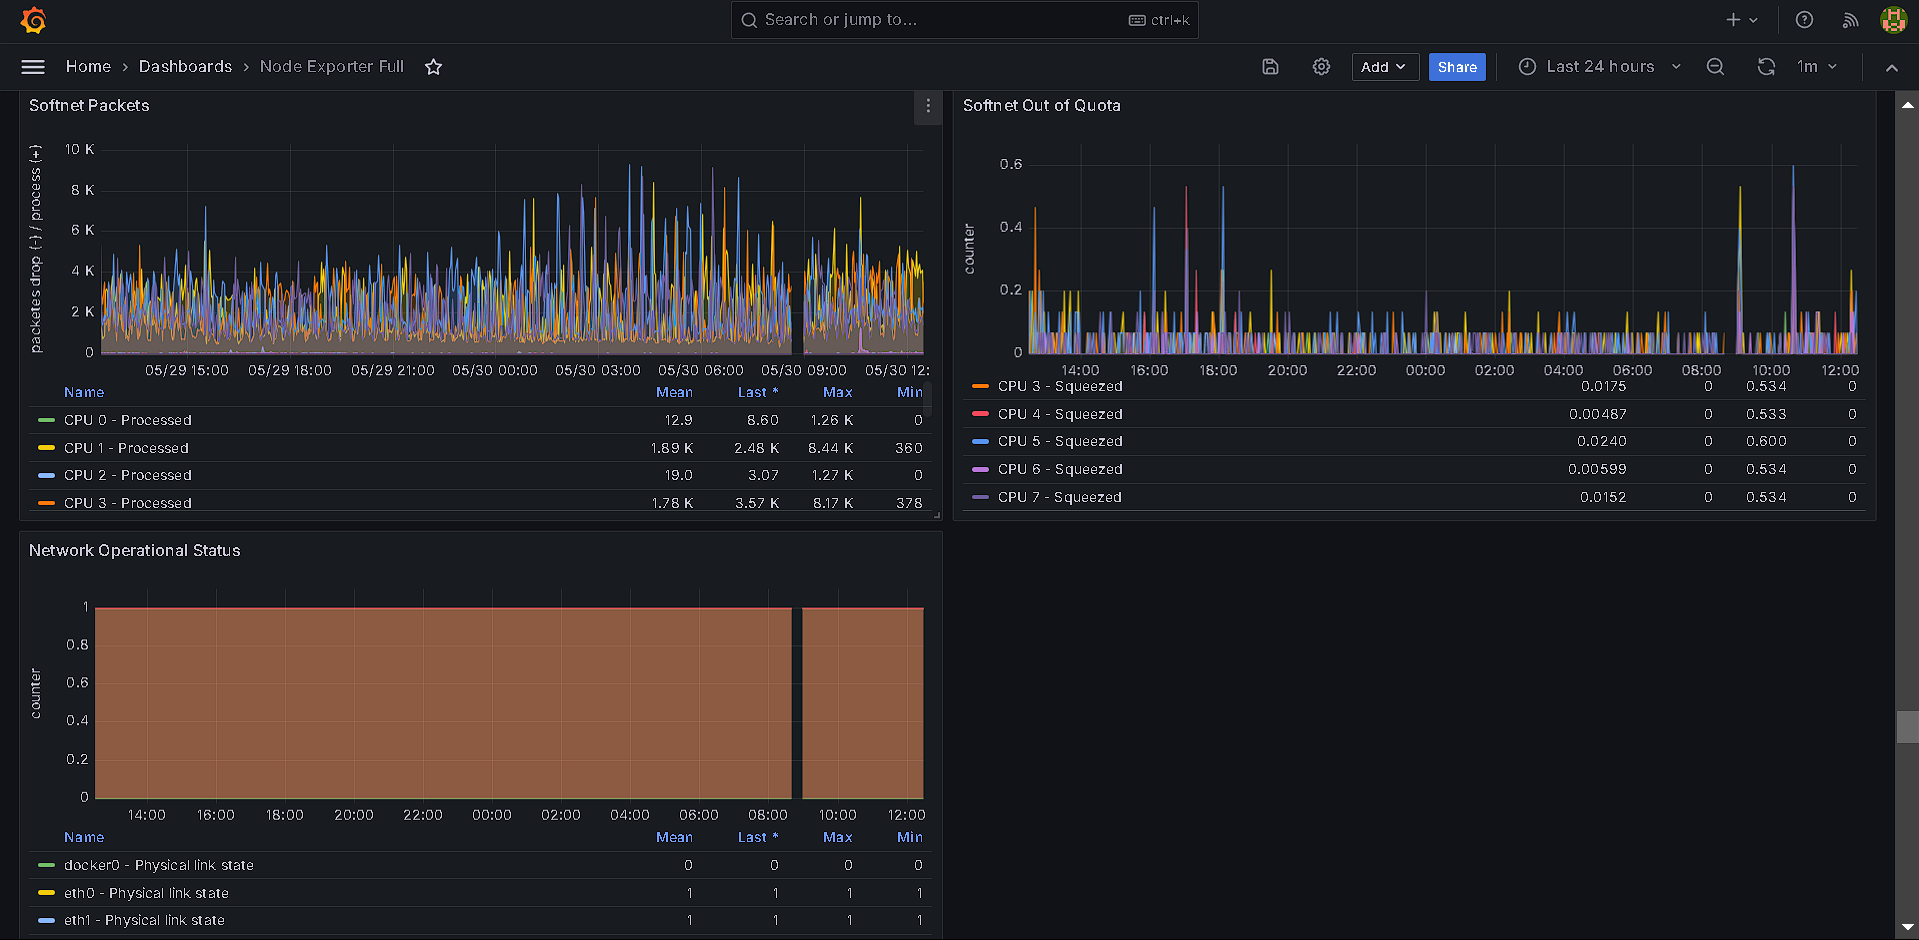 Search or jump to...
ctrl+k
Home › Dashboards › Node Exporter Full
Add
Share
Last 24 hours
1m
Softnet Packets
packetes drop (-) / process (+)
10 K
8 K
6 K
4 K
2 K
0
05/29 15:00 05/29 18:00 05/29 21:00 05/30 00:00 05/30 03:00 05/30 06:00 05/30 09:00 05/30 12:
Name Mean Last * Max Min
CPU 0 - Processed 12.9 8.60 1.26 K 0
CPU 1 - Processed 1.89 K 2.48 K 8.44 K 360
CPU 2 - Processed 19.0 3.07 1.27 K 0
CPU 3 - Processed 1.78 K 3.57 K 8.17 K 378
Softnet Out of Quota
counter
0.6
0.4
0.2
0
14:00 16:00 18:00 20:00 22:00 00:00 02:00 04:00 06:00 08:00 10:00 12:00
CPU 3 - Squeezed 0.0175 0 0.534 0
CPU 4 - Squeezed 0.00487 0 0.533 0
CPU 5 - Squeezed 0.0240 0 0.600 0
CPU 6 - Squeezed 0.00599 0 0.534 0
CPU 7 - Squeezed 0.0152 0 0.534 0
Network Operational Status
counter
1
0.8
0.6
0.4
0.2
0
14:00 16:00 18:00 20:00 22:00 00:00 02:00 04:00 06:00 08:00 10:00 12:00
Name Mean Last * Max Min
docker0 - Physical link state 0 0 0 0
eth0 - Physical link state 1 1 1 1
eth1 - Physical link state 1 1 1 1